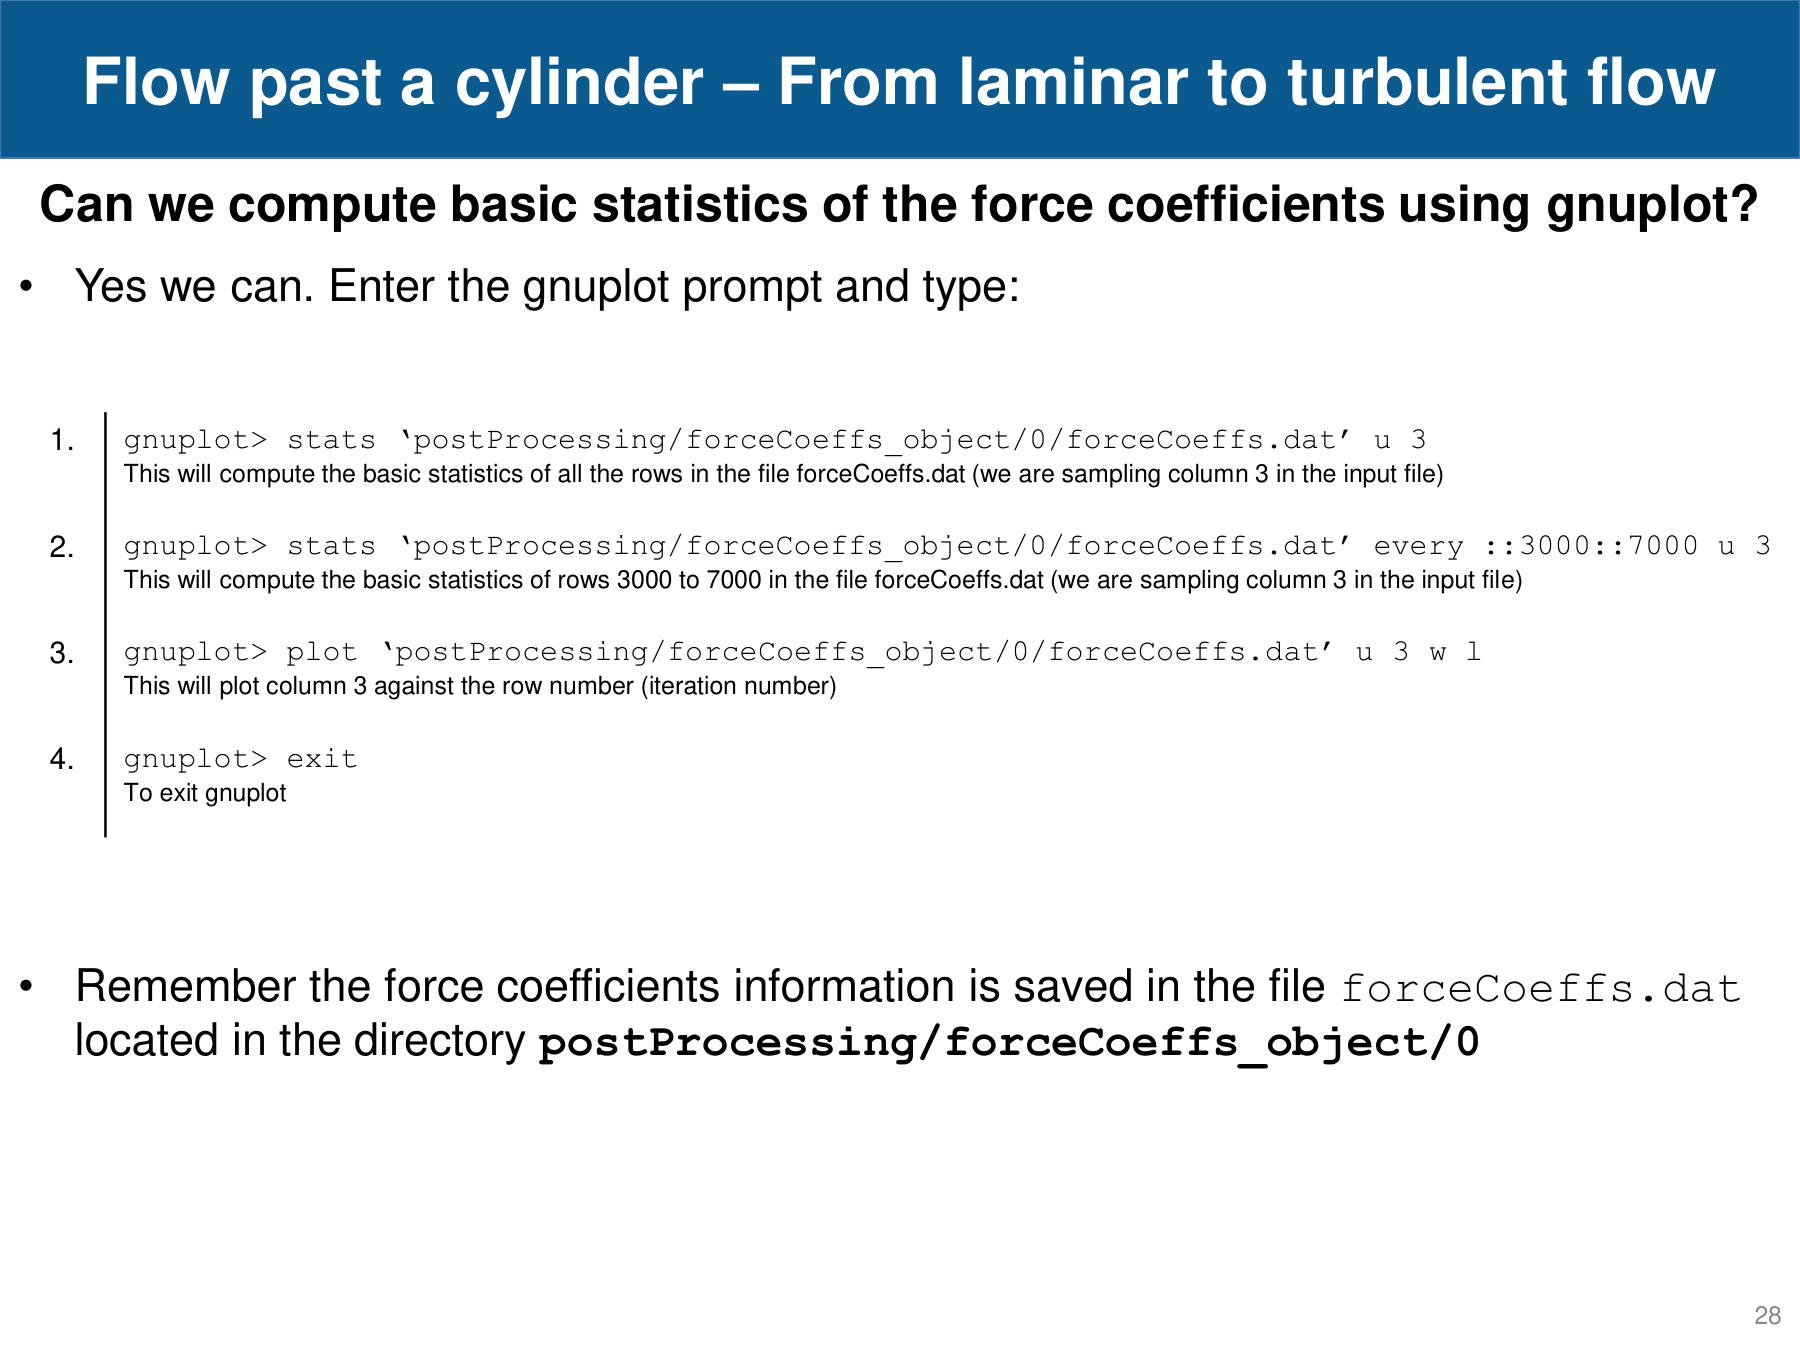 Flow past a cylinder – From laminar to turbulent flow
Can we compute basic statistics of the force coefficients using gnuplot?
• Yes we can. Enter the gnuplot prompt and type:
1. gnuplot> stats ‘postProcessing/forceCoeffs_object/0/forceCoeffs.dat’ u 3
This will compute the basic statistics of all the rows in the file forceCoeffs.dat (we are sampling column 3 in the input file)
2. gnuplot> stats ‘postProcessing/forceCoeffs_object/0/forceCoeffs.dat’ every ::3000::7000 u 3
This will compute the basic statistics of rows 3000 to 7000 in the file forceCoeffs.dat (we are sampling column 3 in the input file)
3. gnuplot> plot ‘postProcessing/forceCoeffs_object/0/forceCoeffs.dat’ u 3 w l
This will plot column 3 against the row number (iteration number)
4. gnuplot> exit
To exit gnuplot
• Remember the force coefficients information is saved in the file forceCoeffs.dat
located in the directory postProcessing/forceCoeffs_object/0
28